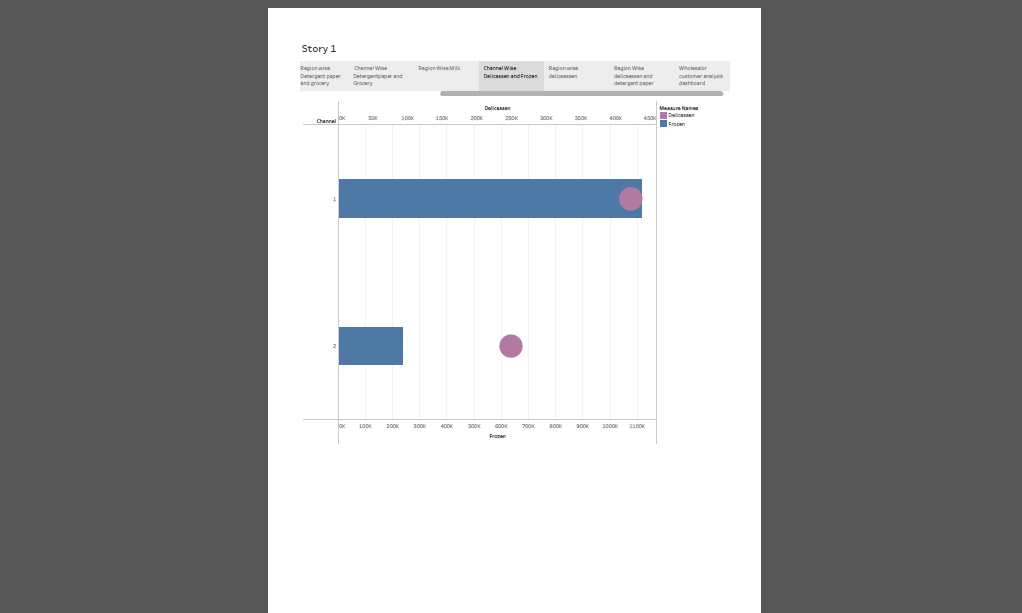 Story 1
Region wise
Detergent paper
and grocery
Channel Wise
Detergentpaper and
Grocery
Region Wise Milk
Channel Wise
Delicassen and Frozen
Region wise
delicaessen
Region Wise
delicaessen and
detergent paper
Wholesalor
customer analysis
dashboard
Delicassen
Channel
0K 50K 100K 150K 200K 250K 300K 350K 400K 450K
1
2
0K 100K 200K 300K 400K 500K 600K 700K 800K 900K 1000K 1100K
Frozen
Measure Names
Delicassen
Frozen